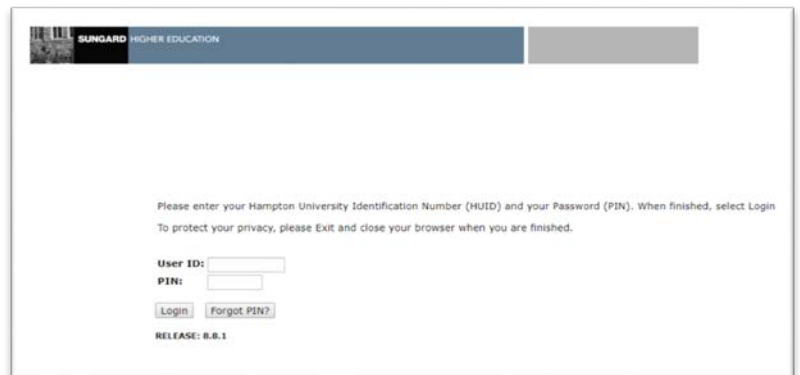 SUNGARD HIGHER EDUCATION
Please enter your Hampton University Identification Number (HUID) and your Password (PIN). When finished, select Login
To protect your privacy, please Exit and close your browser when you are finished.
User ID:
PIN:
Login Forgot PIN?
RELEASE: 8.8.1